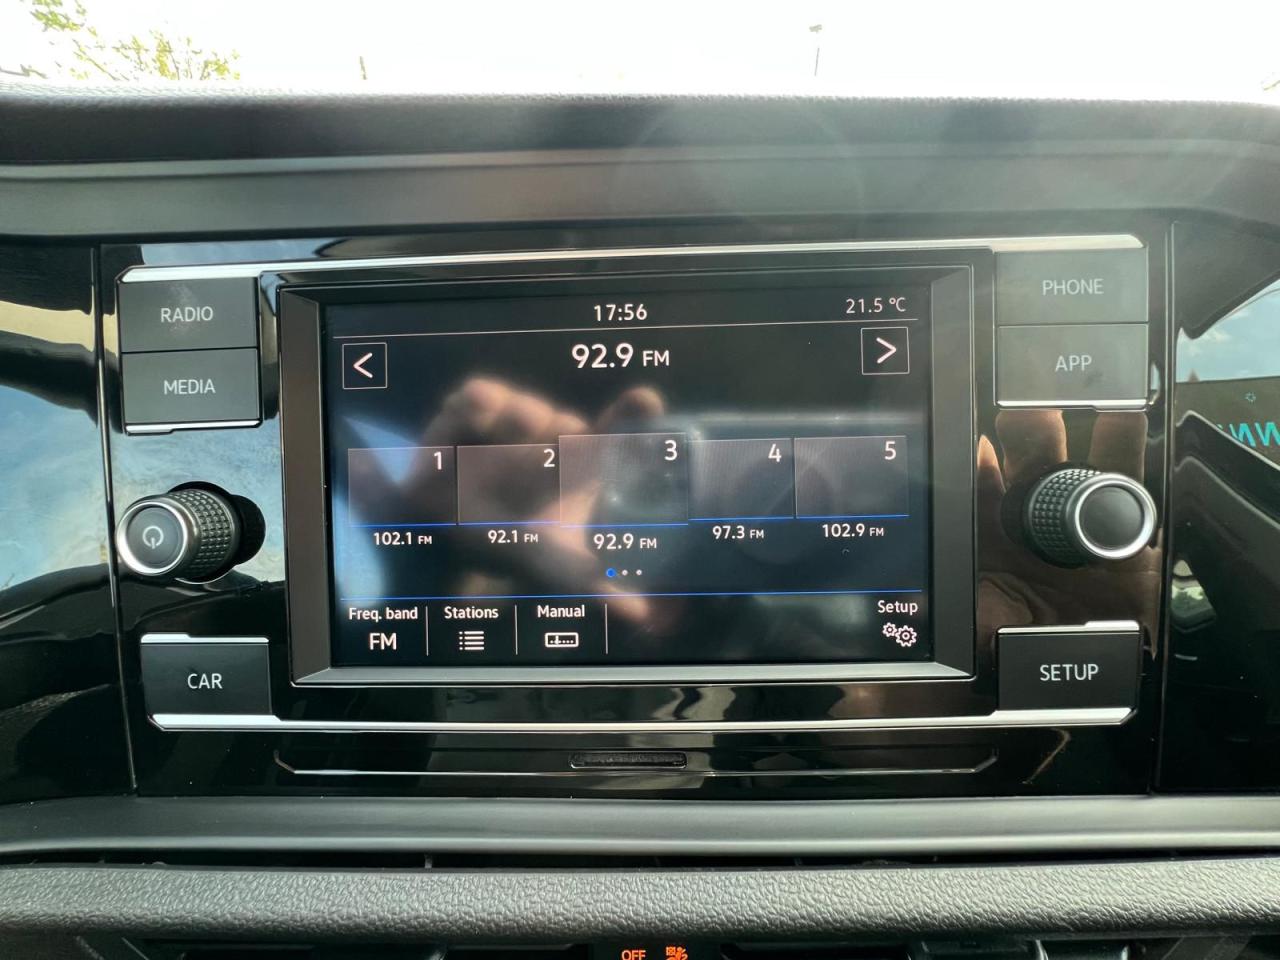 17:56
21.5 °C
RADIO
MEDIA
PHONE
APP
< 92.9 FM >
1 2 3 4 5
102.1 FM 92.1 FM 92.9 FM 97.3 FM 102.9 FM
Freq. band Stations Manual Setup
FM
CAR
SETUP
OFF